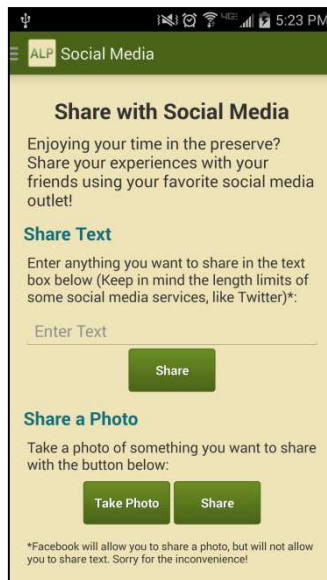 4G 5:23 PM
ALP Social Media
Share with Social Media
Enjoying your time in the preserve?
Share your experiences with your
friends using your favorite social media
outlet!
Share Text
Enter anything you want to share in the text
box below (Keep in mind the length limits of
some social media services, like Twitter)*:
Enter Text
Share
Share a Photo
Take a photo of something you want to share
with the button below:
Take Photo Share
*Facebook will allow you to share a photo, but will not allow
you to share text. Sorry for the inconvenience!